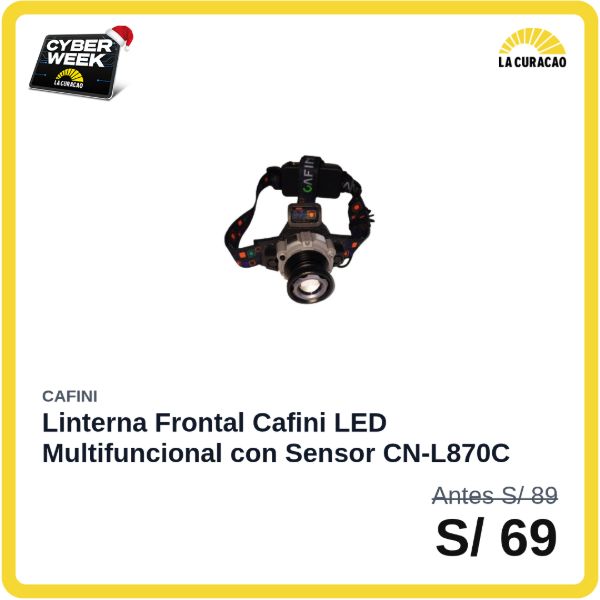 CYBER
WEEK
LA CURACAO
LA CURACAO
CAFINI
CAFINI
Linterna Frontal Cafini LED
Multifuncional con Sensor CN-L870C
Antes S/ 89
S/ 69